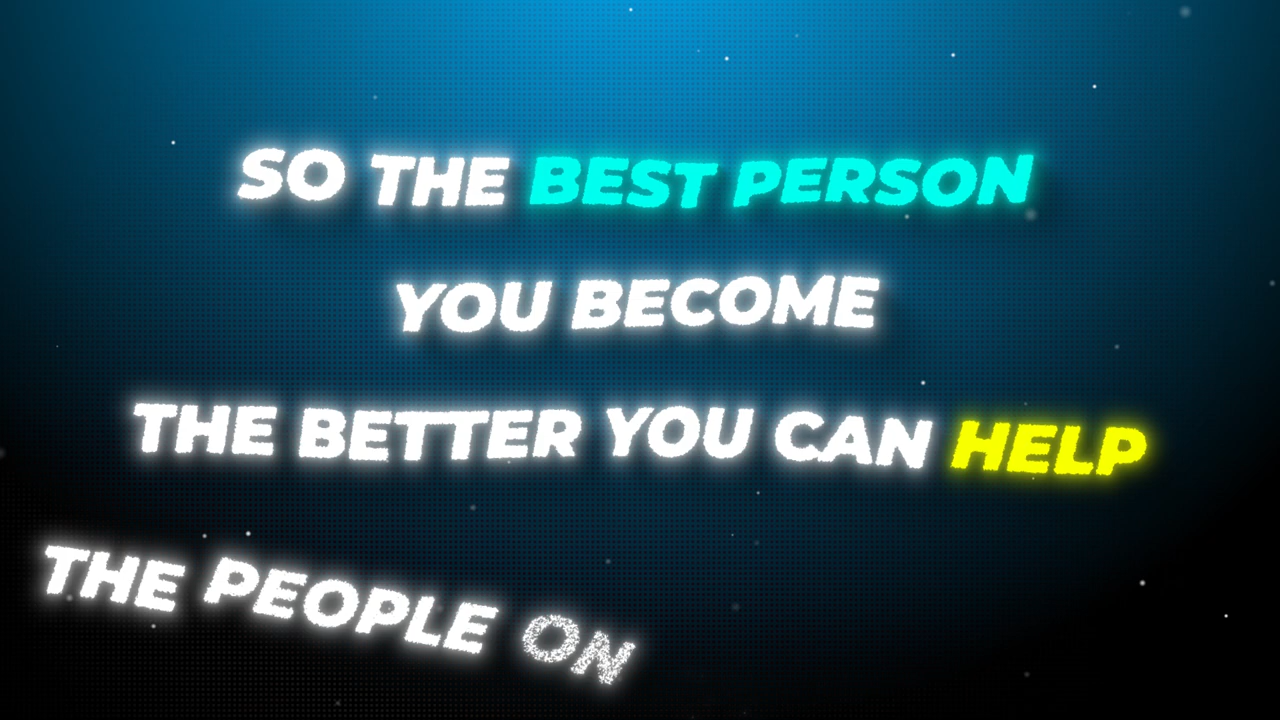 SO THE BEST PERSON
YOU BECOME
THE BETTER YOU CAN HELP
THE PEOPLE ON